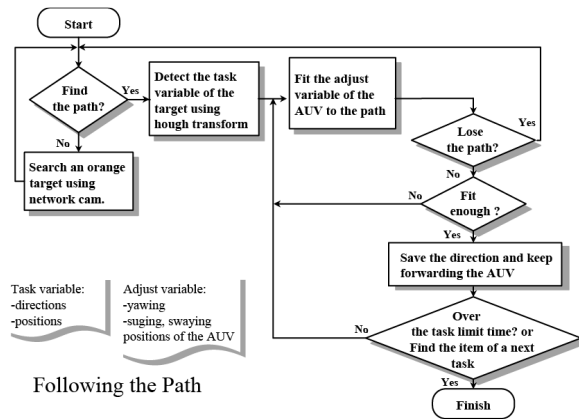 Start
Find
the path?
Yes
No
Search an orange
target using
network cam.
Detect the task
variable of the
target using
hough transform
Fit the adjust
variable of the
AUV to the path
Lose
the path?
Yes
No
Fit
enough ?
No
Yes
Save the direction and keep
forwarding the AUV
Over
the task limit time? or
Find the item of a next
task
No
Yes
Finish
Task variable:
-directions
-positions
Adjust variable:
-yawing
-suging, swaying
positions of the AUV
Following the Path